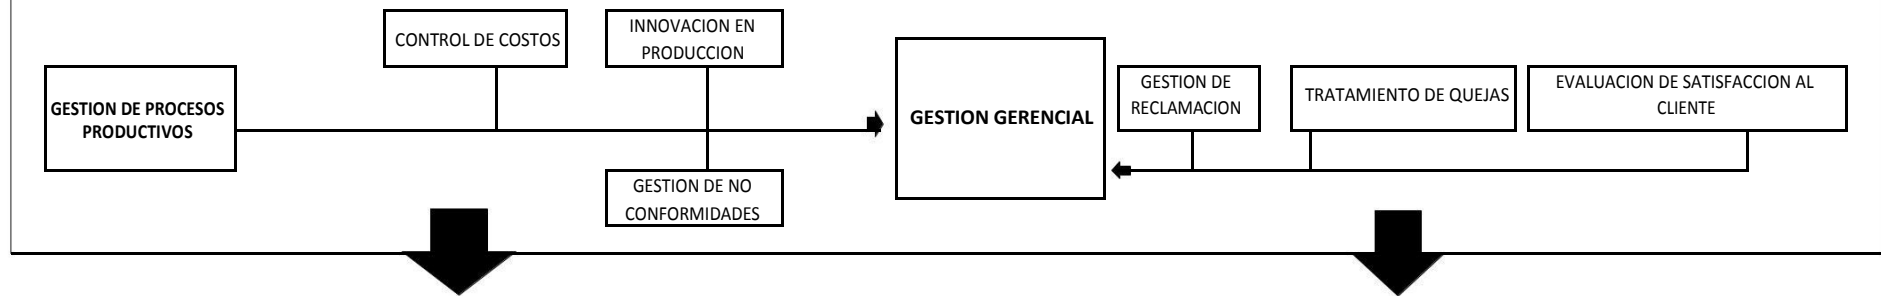 CONTROL DE COSTOS
INNOVACION EN
PRODUCCION
GESTION DE PROCESOS
PRODUCTIVOS
GESTION DE NO
CONFORMIDADES
GESTION GERENCIAL
GESTION DE
RECLAMACION
TRATAMIENTO DE QUEJAS
EVALUACION DE SATISFACCION AL
CLIENTE